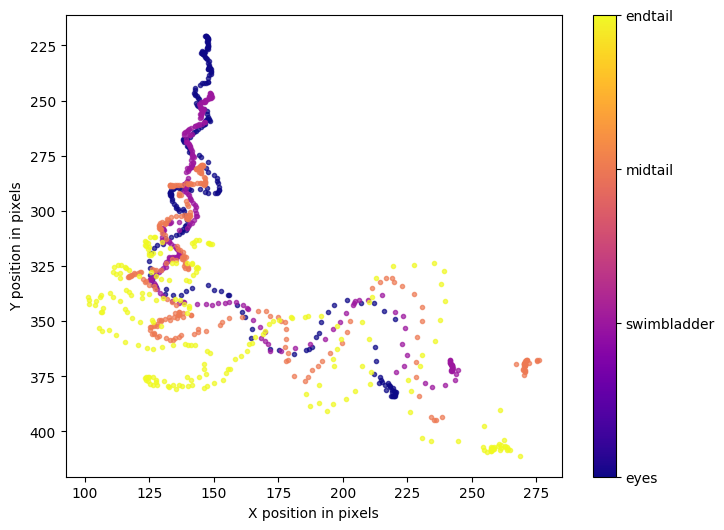 endtail
225
250
275
midtail
300
325
swimbladder
350
375
400
eyes
100
125
150
175
200
225
250
275
X position in pixels
Y position in pixels